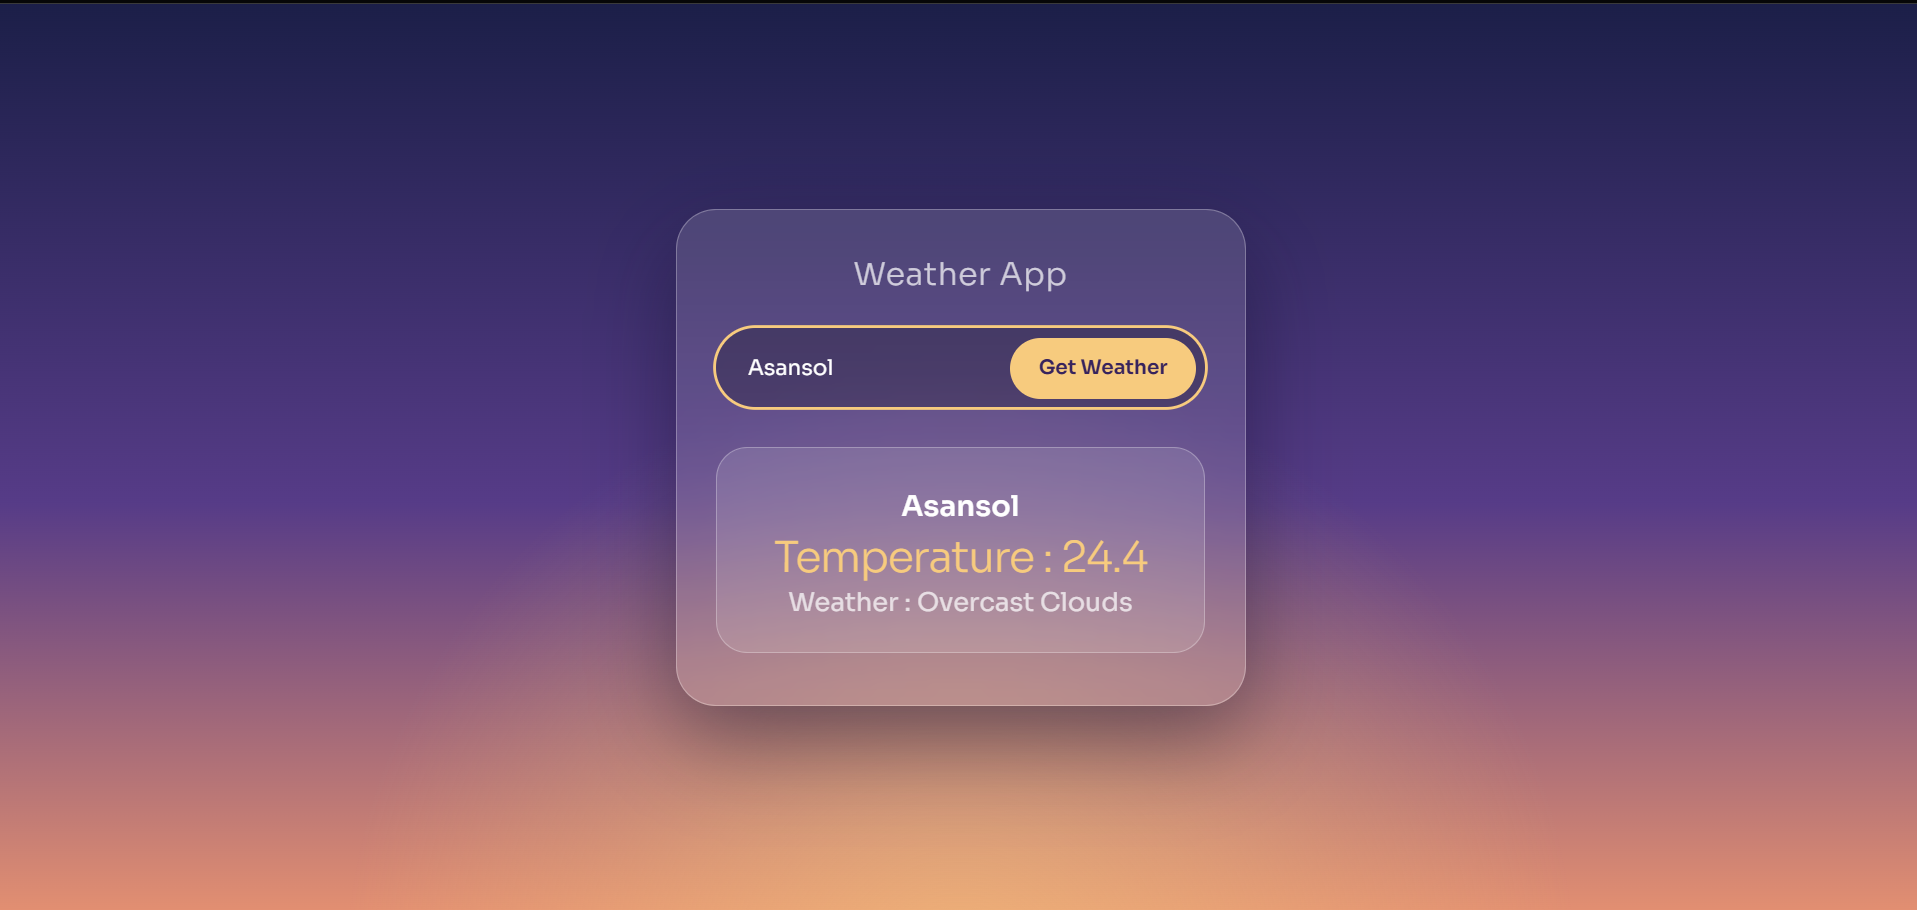 Weather App
Asansol
Get Weather
Asansol
Temperature : 24.4
Weather : Overcast Clouds